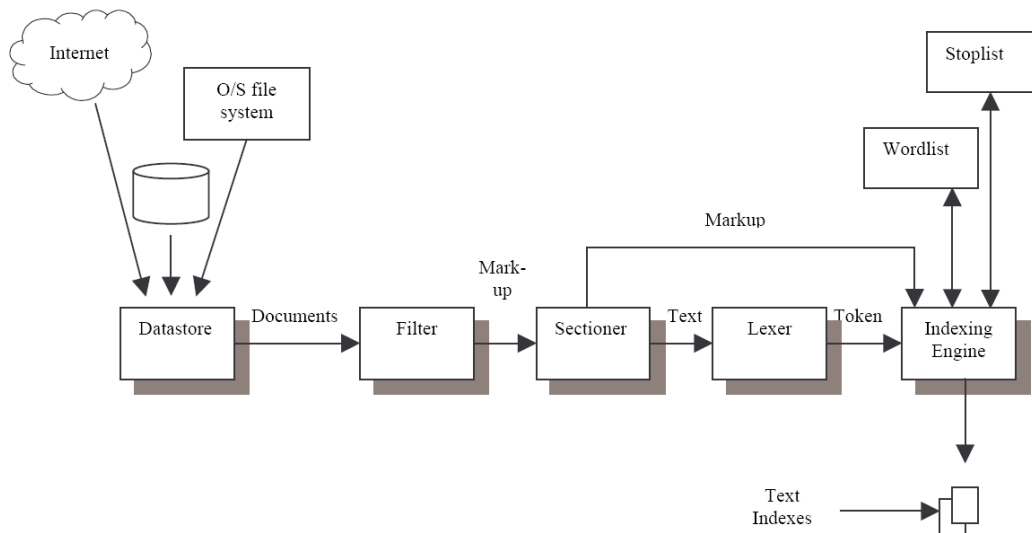 Internet
O/S file
system
Stoplist
Wordlist
Markup
Mark-
up
Datastore
Documents
Filter
Sectioner
Text
Lexer
Token
Indexing
Engine
Text
Indexes